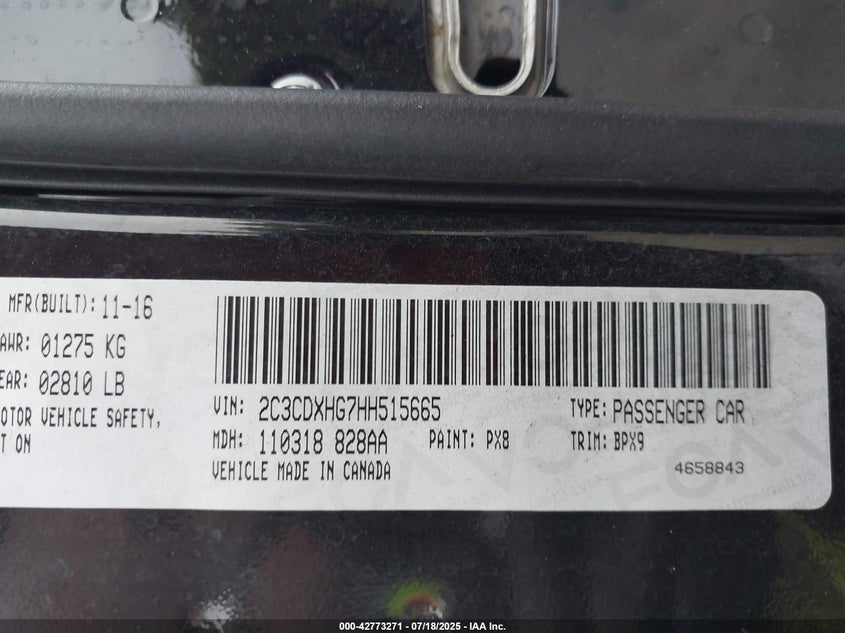 MFR(BUILT): 11-16
AWR: 01275 KG
EAR: 02810 LB
OTOR VEHICLE SAFETY,
T ON
VIN: 2C3CDXHG7HH515665
TYPE: PASSENGER CAR
MDH: 110318 828AA
PAINT: PX8
TRIM: BPX9
VEHICLE MADE IN CANADA
4658843
000-42773271 - 07/18/2025 - IAA Inc.